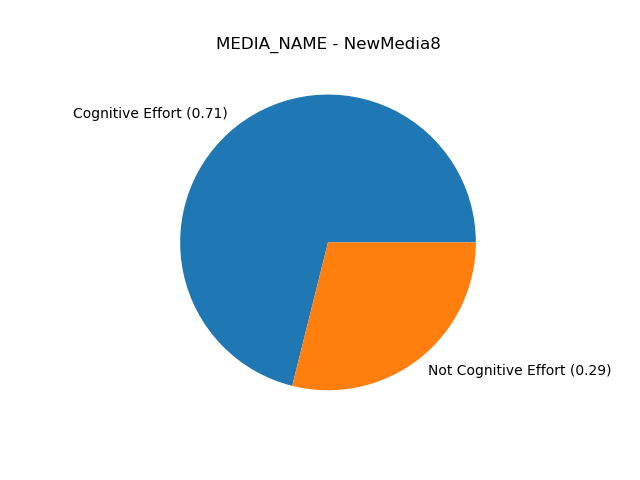 MEDIA_NAME - NewMedia8
Cognitive Effort (0.71)
Not Cognitive Effort (0.29)